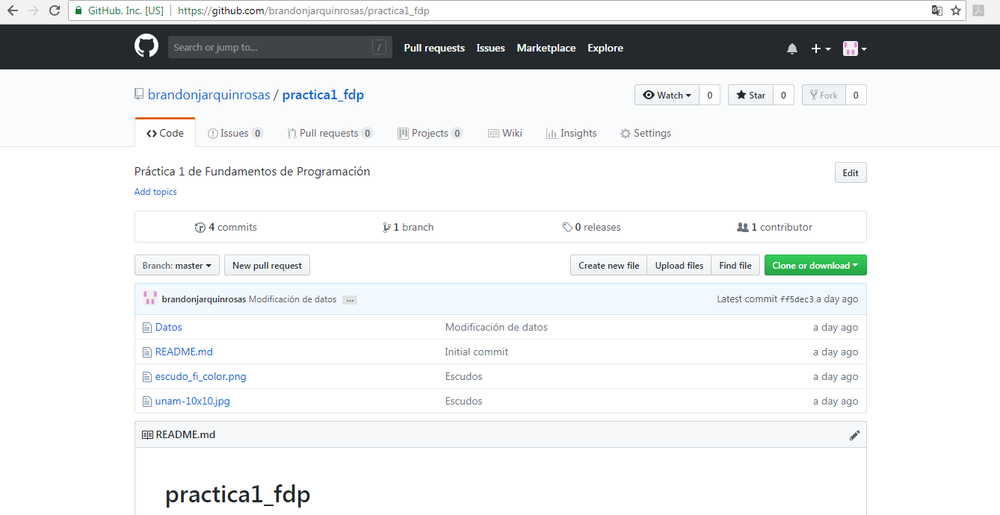 GitHub, Inc. [US] https://github.com/brandonjarquinrosas/practica1_fdp
Search or jump to... / Pull requests Issues Marketplace Explore
brandonjarquinrosas / practica1_fdp Watch 0 Star 0 Fork 0
Code Issues 0 Pull requests 0 Projects 0 Wiki Insights Settings
Práctica 1 de Fundamentos de Programación Edit
Add topics
4 commits 1 branch 0 releases 1 contributor
Branch: master New pull request Create new file Upload files Find file Clone or download
brandonjarquinrosas Modificación de datos ... Latest commit ff5dec3 a day ago
Datos Modificación de datos a day ago
README.md Initial commit a day ago
escudo_fi_color.png Escudos a day ago
unam-10x10.jpg Escudos a day ago
README.md
practica1_fdp